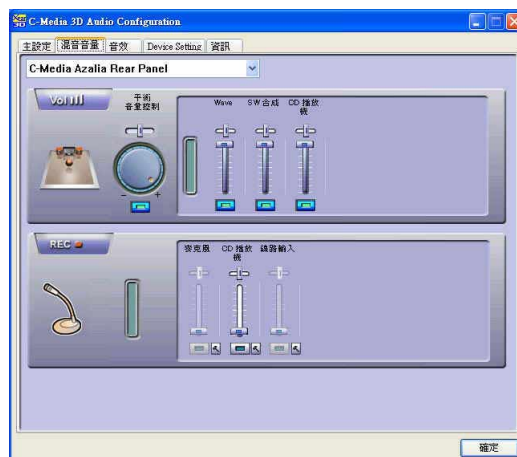 C-Media 3D Audio Configuration
主設定 混音音量 音效 Device Setting 資訊
C-Media Azalia Rear Panel
Vol
平衡
音量控制
Wave SW合成 CD 播放機
REC
麥克風 CD 播放機 線路輸入
確定